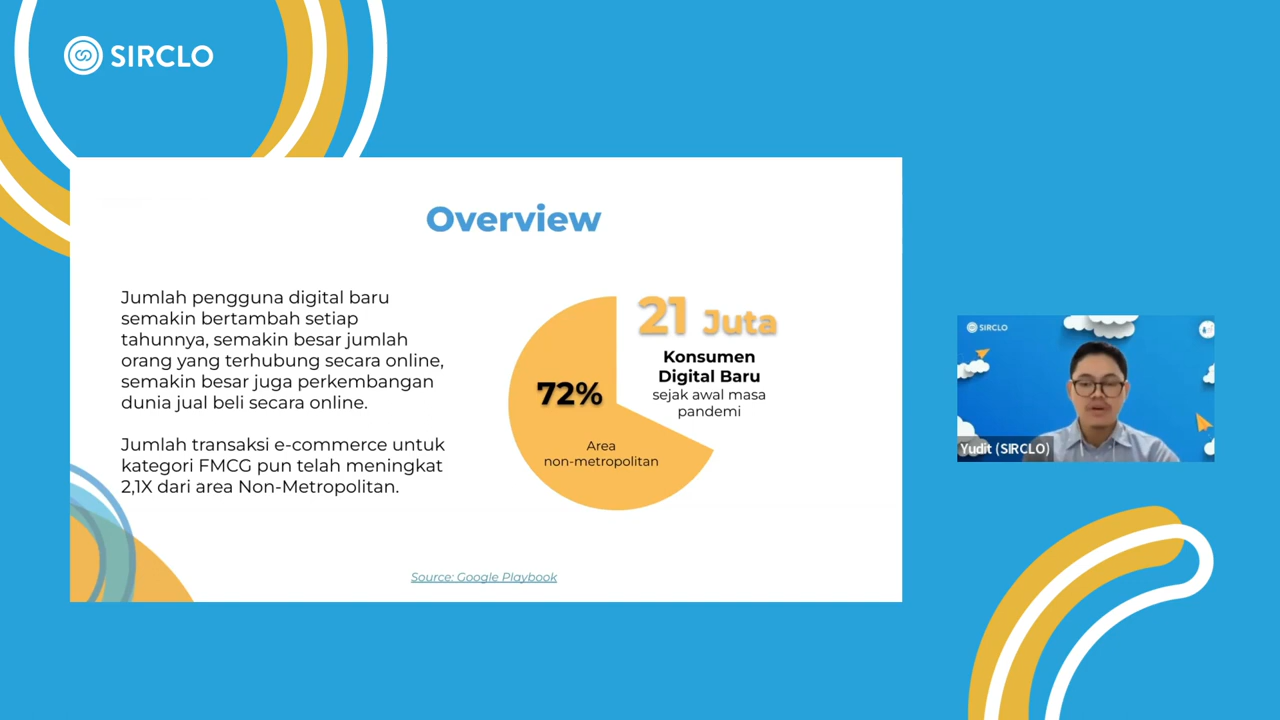 SIRCLO
Overview
Jumlah pengguna digital baru
semakin bertambah setiap
tahunnya, semakin besar jumlah
orang yang terhubung secara online,
semakin besar juga perkembangan
dunia jual beli secara online.
Jumlah transaksi e-commerce untuk
kategori FMCG pun telah meningkat
2,1X dari area Non-Metropolitan.
21 Juta
Konsumen
Digital Baru
sejak awal masa
pandemi
72%
Area
non-metropolitan
Source: Google Playbook
SIRCLO
Yudit (SIRCLO)